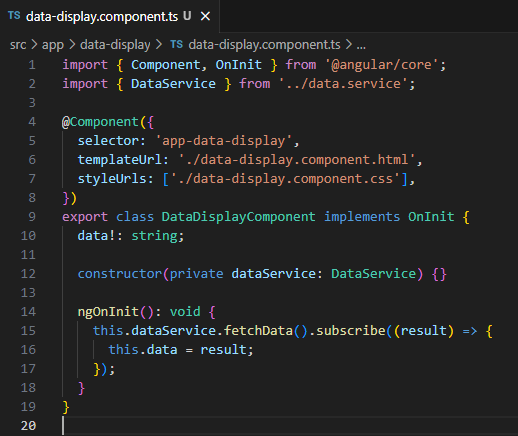 TS data-display.component.ts U ×
src > app > data-display > TS data-display.component.ts > ...
1 import { Component, OnInit } from '@angular/core';
2 import { DataService } from '../data.service';
3
4 @Component({
5   selector: 'app-data-display',
6   templateUrl: './data-display.component.html',
7   styleUrls: ['./data-display.component.css'],
8 })
9 export class DataDisplayComponent implements OnInit {
10   data!: string;
11
12   constructor(private dataService: DataService) {}
13
14   ngOnInit(): void {
15     this.dataService.fetchData().subscribe((result) => {
16       this.data = result;
17     });
18   }
19 }
20